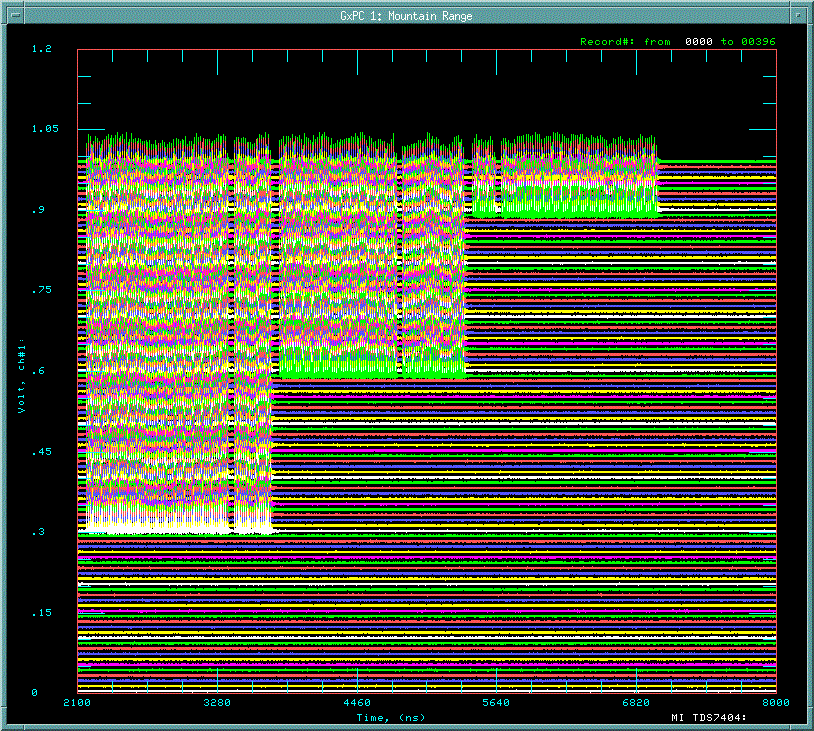 GxPC 1: Mountain Range
Record#: from 0000 to 00396
1.2
1.05
.9
.75
.6
.45
.3
.15
0
Volt, ch#1:
2100 3280 4460 5640 6820 8000
Time, (ns)
MI TDS7404: